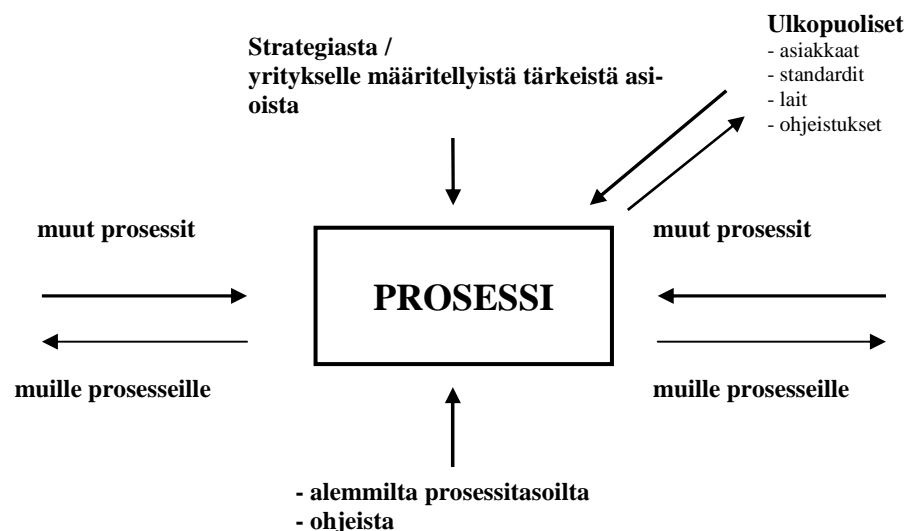 Ulkopuoliset
- asiakkaat
- standardit
- lait
- ohjeistukset
Strategiasta /
yritykselle määritellyistä tärkeistä asi-
oista
muut prosessit
muut prosessit
PROSESSI
muille prosesseille
muille prosesseille
- alemmilta prosessitasoilta
- ohjeista